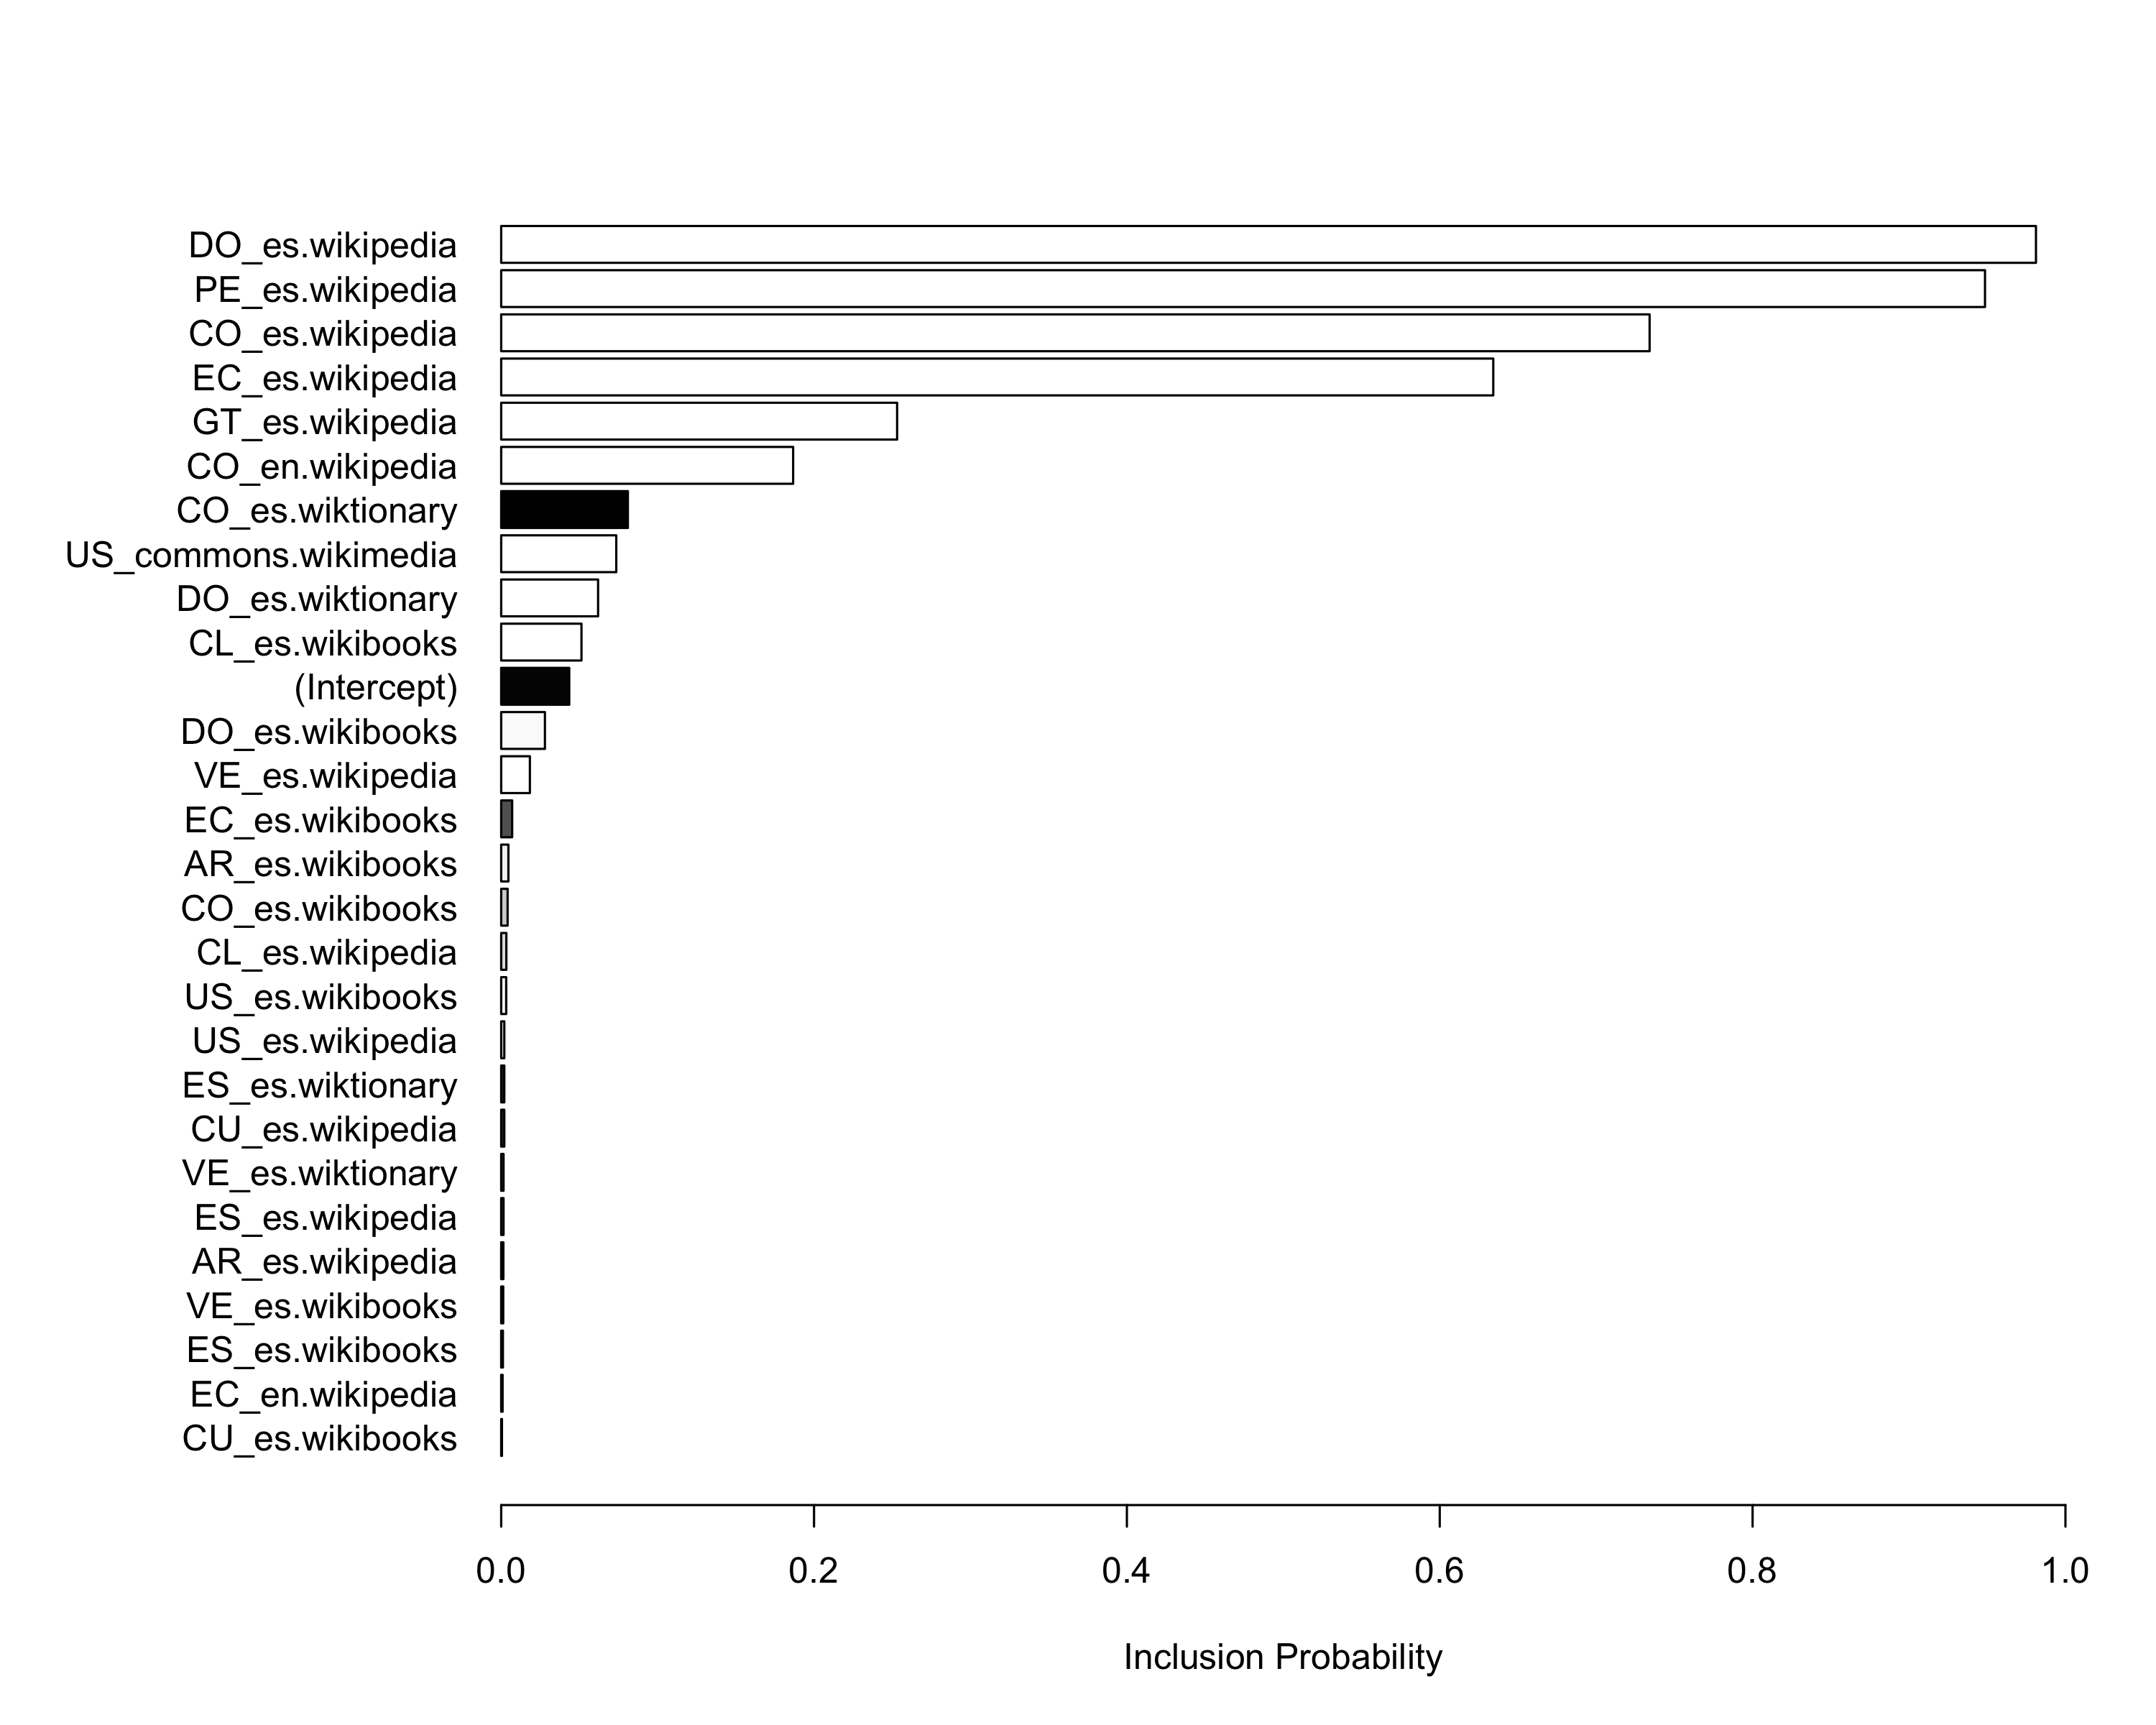 DO_es.wikipedia
PE_es.wikipedia
CO_es.wikipedia
EC_es.wikipedia
GT_es.wikipedia
CO_en.wikipedia
CO_es.wiktionary
US_commons.wikimedia
DO_es.wiktionary
CL_es.wikibooks
(Intercept)
DO_es.wikibooks
VE_es.wikipedia
EC_es.wikibooks
AR_es.wikibooks
CO_es.wikibooks
CL_es.wikipedia
US_es.wikibooks
US_es.wikipedia
ES_es.wiktionary
CU_es.wikipedia
VE_es.wiktionary
ES_es.wikipedia
AR_es.wikipedia
VE_es.wikibooks
ES_es.wikibooks
EC_en.wikipedia
CU_es.wikibooks
0.0 0.2 0.4 0.6 0.8 1.0
Inclusion Probability